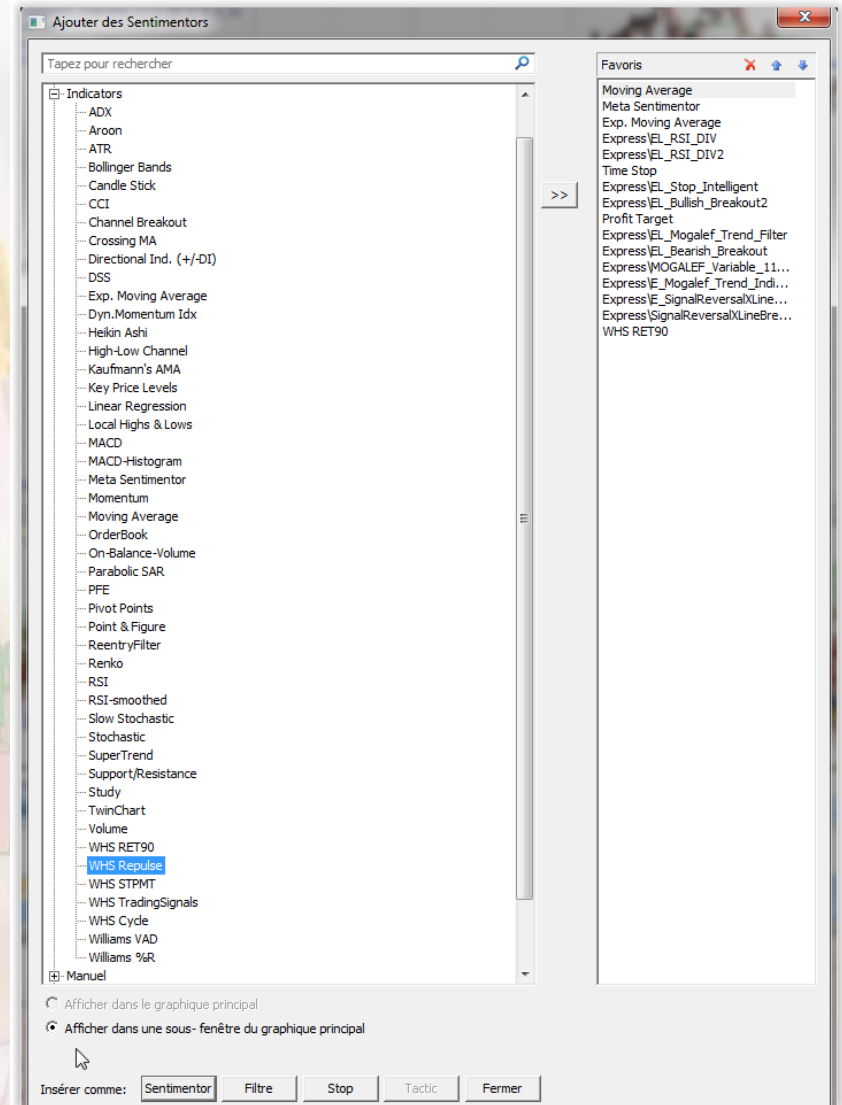 Ajouter des Sentimentors
Tapez pour rechercher
Indicators
ADX
Aroon
ATR
Bollinger Bands
Candle Stick
CCI
Channel Breakout
Crossing MA
Directional Ind. (+/-DI)
DSS
Exp. Moving Average
Dyn.Momentum Idx
Heikin Ashi
High-Low Channel
Kaufmann's AMA
Key Price Levels
Linear Regression
Local Highs & Lows
MACD
MACD-Histogram
Meta Sentimentor
Momentum
Moving Average
OrderBook
On-Balance-Volume
Parabolic SAR
PFE
Pivot Points
Point & Figure
ReentryFilter
Renko
RSI
RSI-smoothed
Slow Stochastic
Stochastic
SuperTrend
Support/Resistance
Study
TwinChart
Volume
WHS RET90
WHS Repulse
WHS STPMT
WHS TradingSignals
WHS Cycle
Williams VAD
Williams %R
Manuel
>>
Favoris
Moving Average
Meta Sentimentor
Exp. Moving Average
Express\EL_RSI_DIV
Express\EL_RSI_DIV2
Time Stop
Express\EL_Stop_Intelligent
Express\EL_Bullish_Breakout2
Profit Target
Express\EL_Mogalef_Trend_Filter
Express\EL_Bearish_Breakout
Express\MOGALEF_Variable_11...
Express\E_Mogalef_Trend_Indi...
Express\E_SignalReversalXLine...
Express\SignalReversalXLineBre...
WHS RET90
Afficher dans le graphique principal
Afficher dans une sous- fenêtre du graphique principal
Insérer comme: Sentimentor Filtre Stop Tactic Fermer